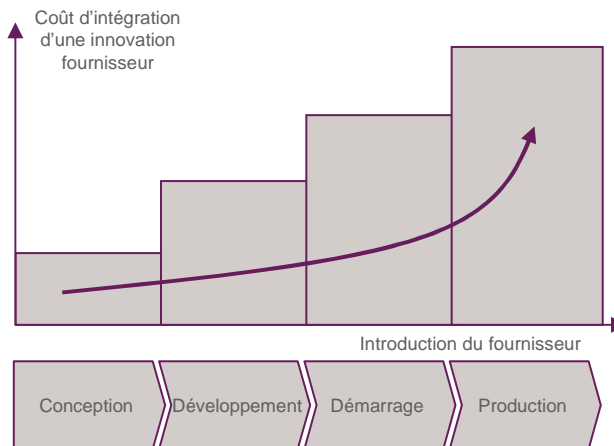 Coût d'intégration
d'une innovation
fournisseur
Introduction du fournisseur
Conception
Développement
Démarrage
Production